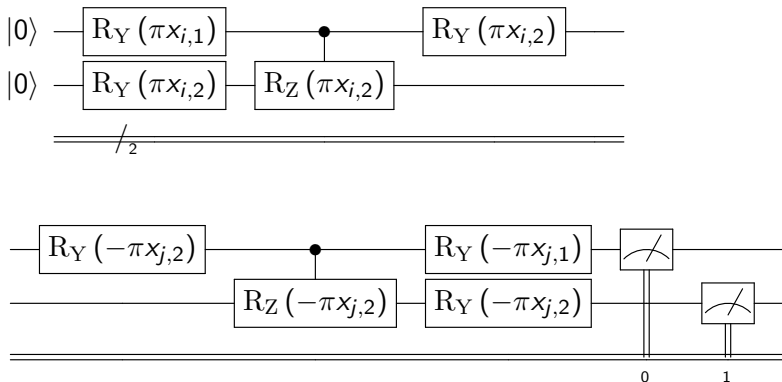 |0⟩ R_Y (πx_{i,1}) R_Y (πx_{i,2})
|0⟩ R_Y (πx_{i,2}) R_Z (πx_{i,2})
2
R_Y (−πx_{j,2}) R_Y (−πx_{j,1})
R_Z (−πx_{j,2}) R_Y (−πx_{j,2})
0 1